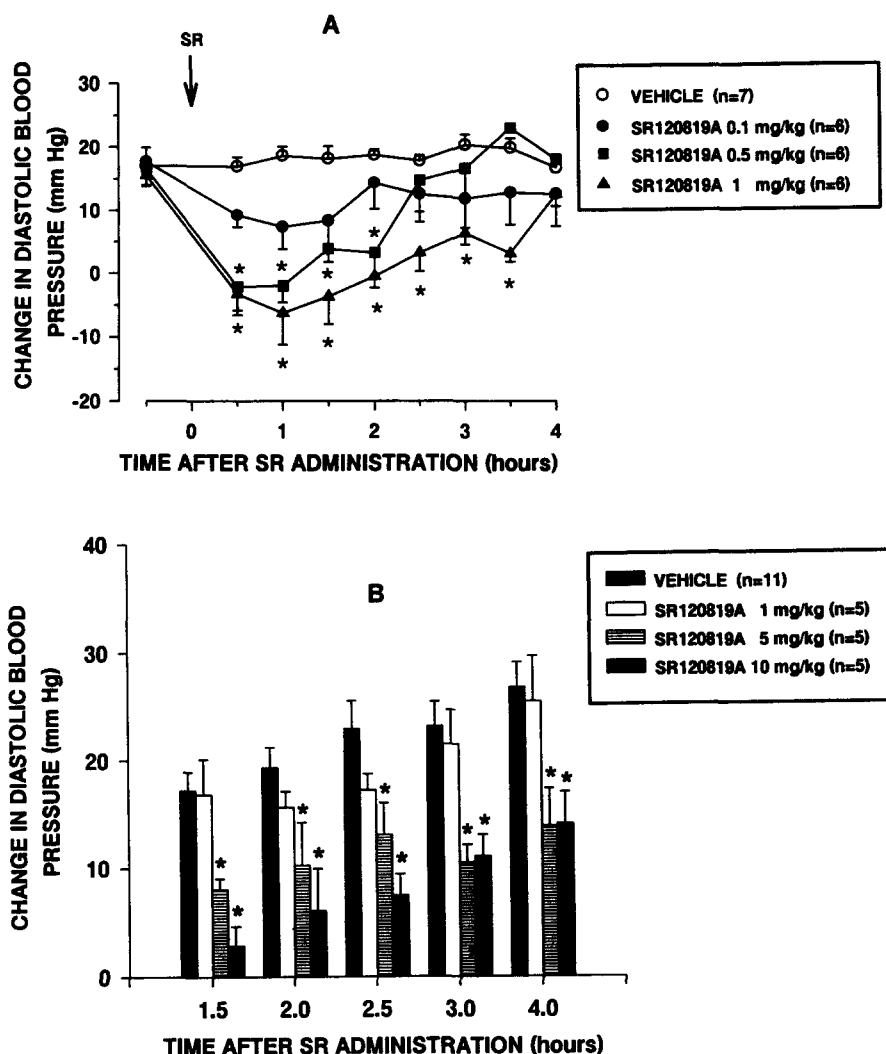 A
SR
CHANGE IN DIASTOLIC BLOOD
PRESSURE (mm Hg)
30
20
10
0
-10
-20
0
1
2
3
4
TIME AFTER SR ADMINISTRATION (hours)
VEHICLE (n=7)
SR120819A 0.1 mg/kg (n=6)
SR120819A 0.5 mg/kg (n=6)
SR120819A 1 mg/kg (n=6)
* * * *
* * * * * * *
B
CHANGE IN DIASTOLIC BLOOD
PRESSURE (mm Hg)
40
30
20
10
0
* * * * *
* * * * *
1.5
2.0
2.5
3.0
4.0
TIME AFTER SR ADMINISTRATION (hours)
VEHICLE (n=11)
SR120819A 1 mg/kg (n=5)
SR120819A 5 mg/kg (n=5)
SR120819A 10 mg/kg (n=5)